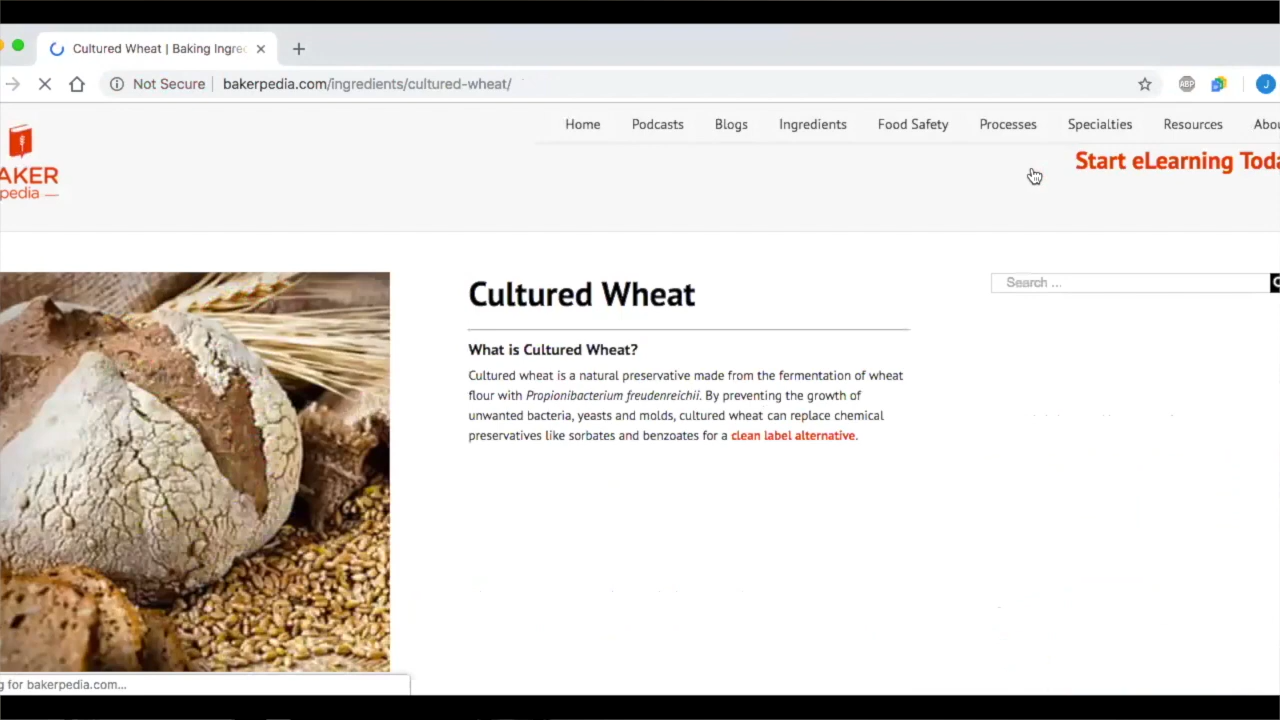 Cultured Wheat | Baking Ingre
Not Secure | bakerpedia.com/ingredients/cultured-wheat/
ABP
J
AKER
pedia
Home Podcasts Blogs Ingredients Food Safety Processes Specialties Resources Abou
Start eLearning Toda
Cultured Wheat
Search ...
What is Cultured Wheat?
Cultured wheat is a natural preservative made from the fermentation of wheat
flour with Propionibacterium freudenreichii. By preventing the growth of
unwanted bacteria, yeasts and molds, cultured wheat can replace chemical
preservatives like sorbates and benzoates for a clean label alternative.
g for bakerpedia.com...